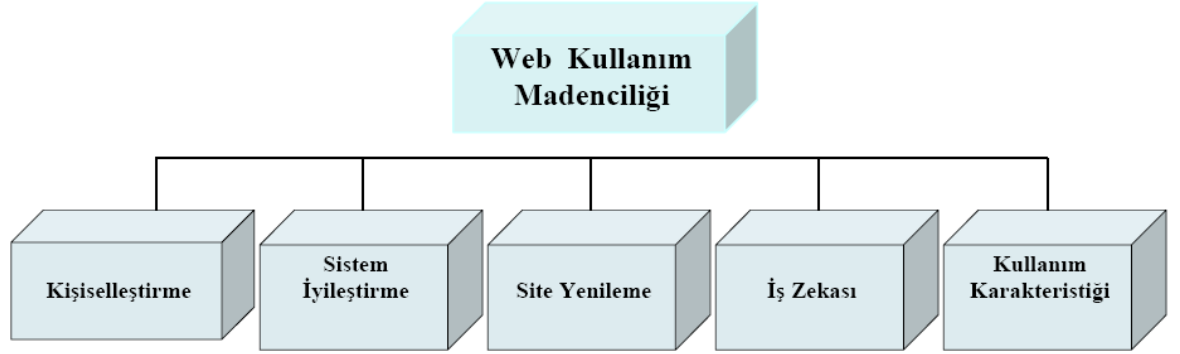 Web Kullanım
Madenciliği
Kişiselleştirme
Sistem
İyileştirme
Site Yenileme
İş Zekası
Kullanım
Karakteristiği